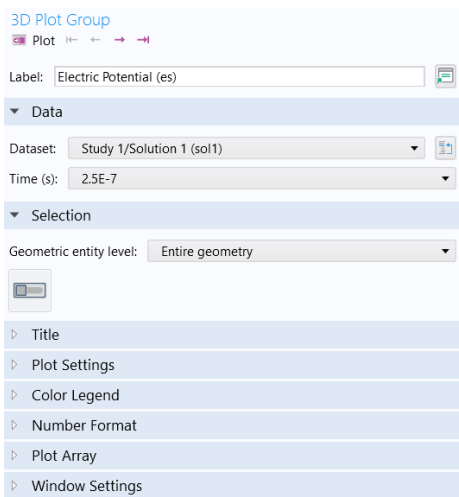 3D Plot Group
Plot
Label: Electric Potential (es)
Data
Dataset: Study 1/Solution 1 (sol1)
Time (s): 2.5E-7
Selection
Geometric entity level: Entire geometry
Title
Plot Settings
Color Legend
Number Format
Plot Array
Window Settings